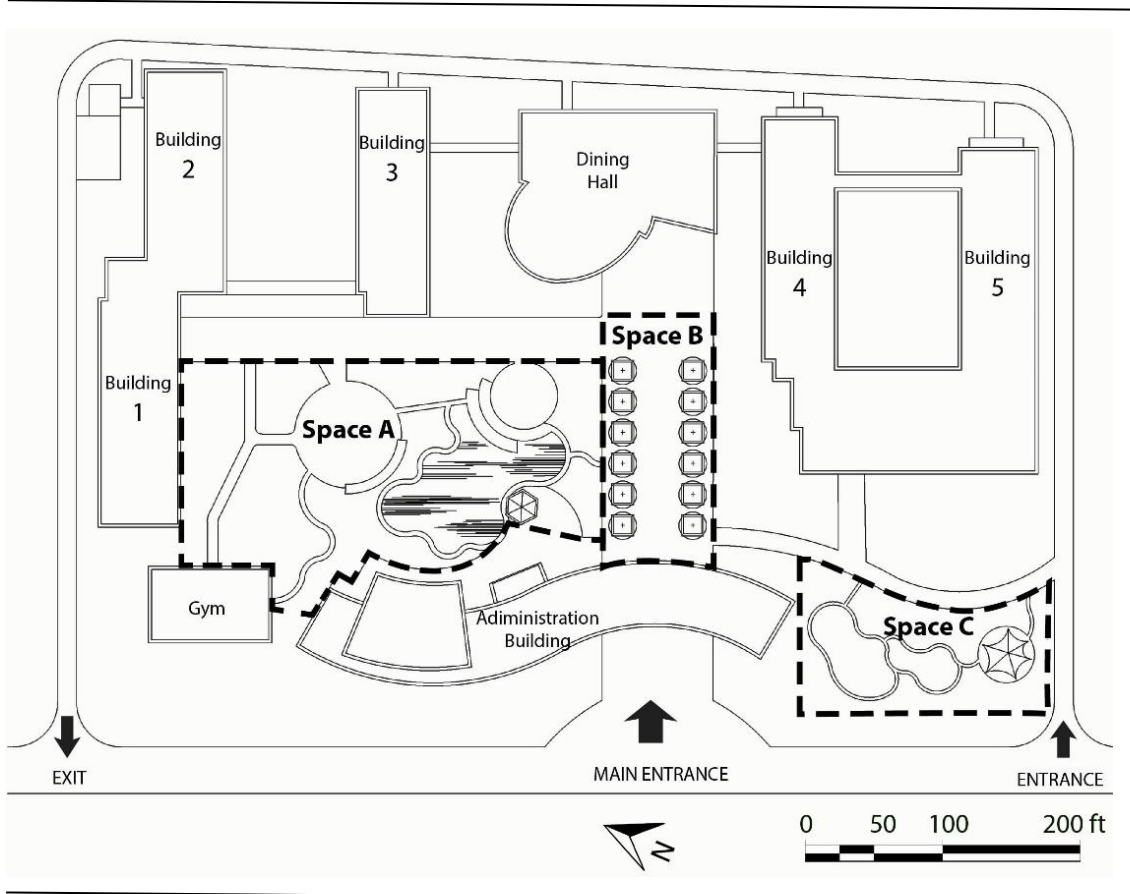 Building
2
Building
3
Dining
Hall
Building
4
Building
5
Space B
Building
1
Space A
Gym
Adiministration
Building
Space C
EXIT
MAIN ENTRANCE
ENTRANCE
N
0 50 100 200 ft